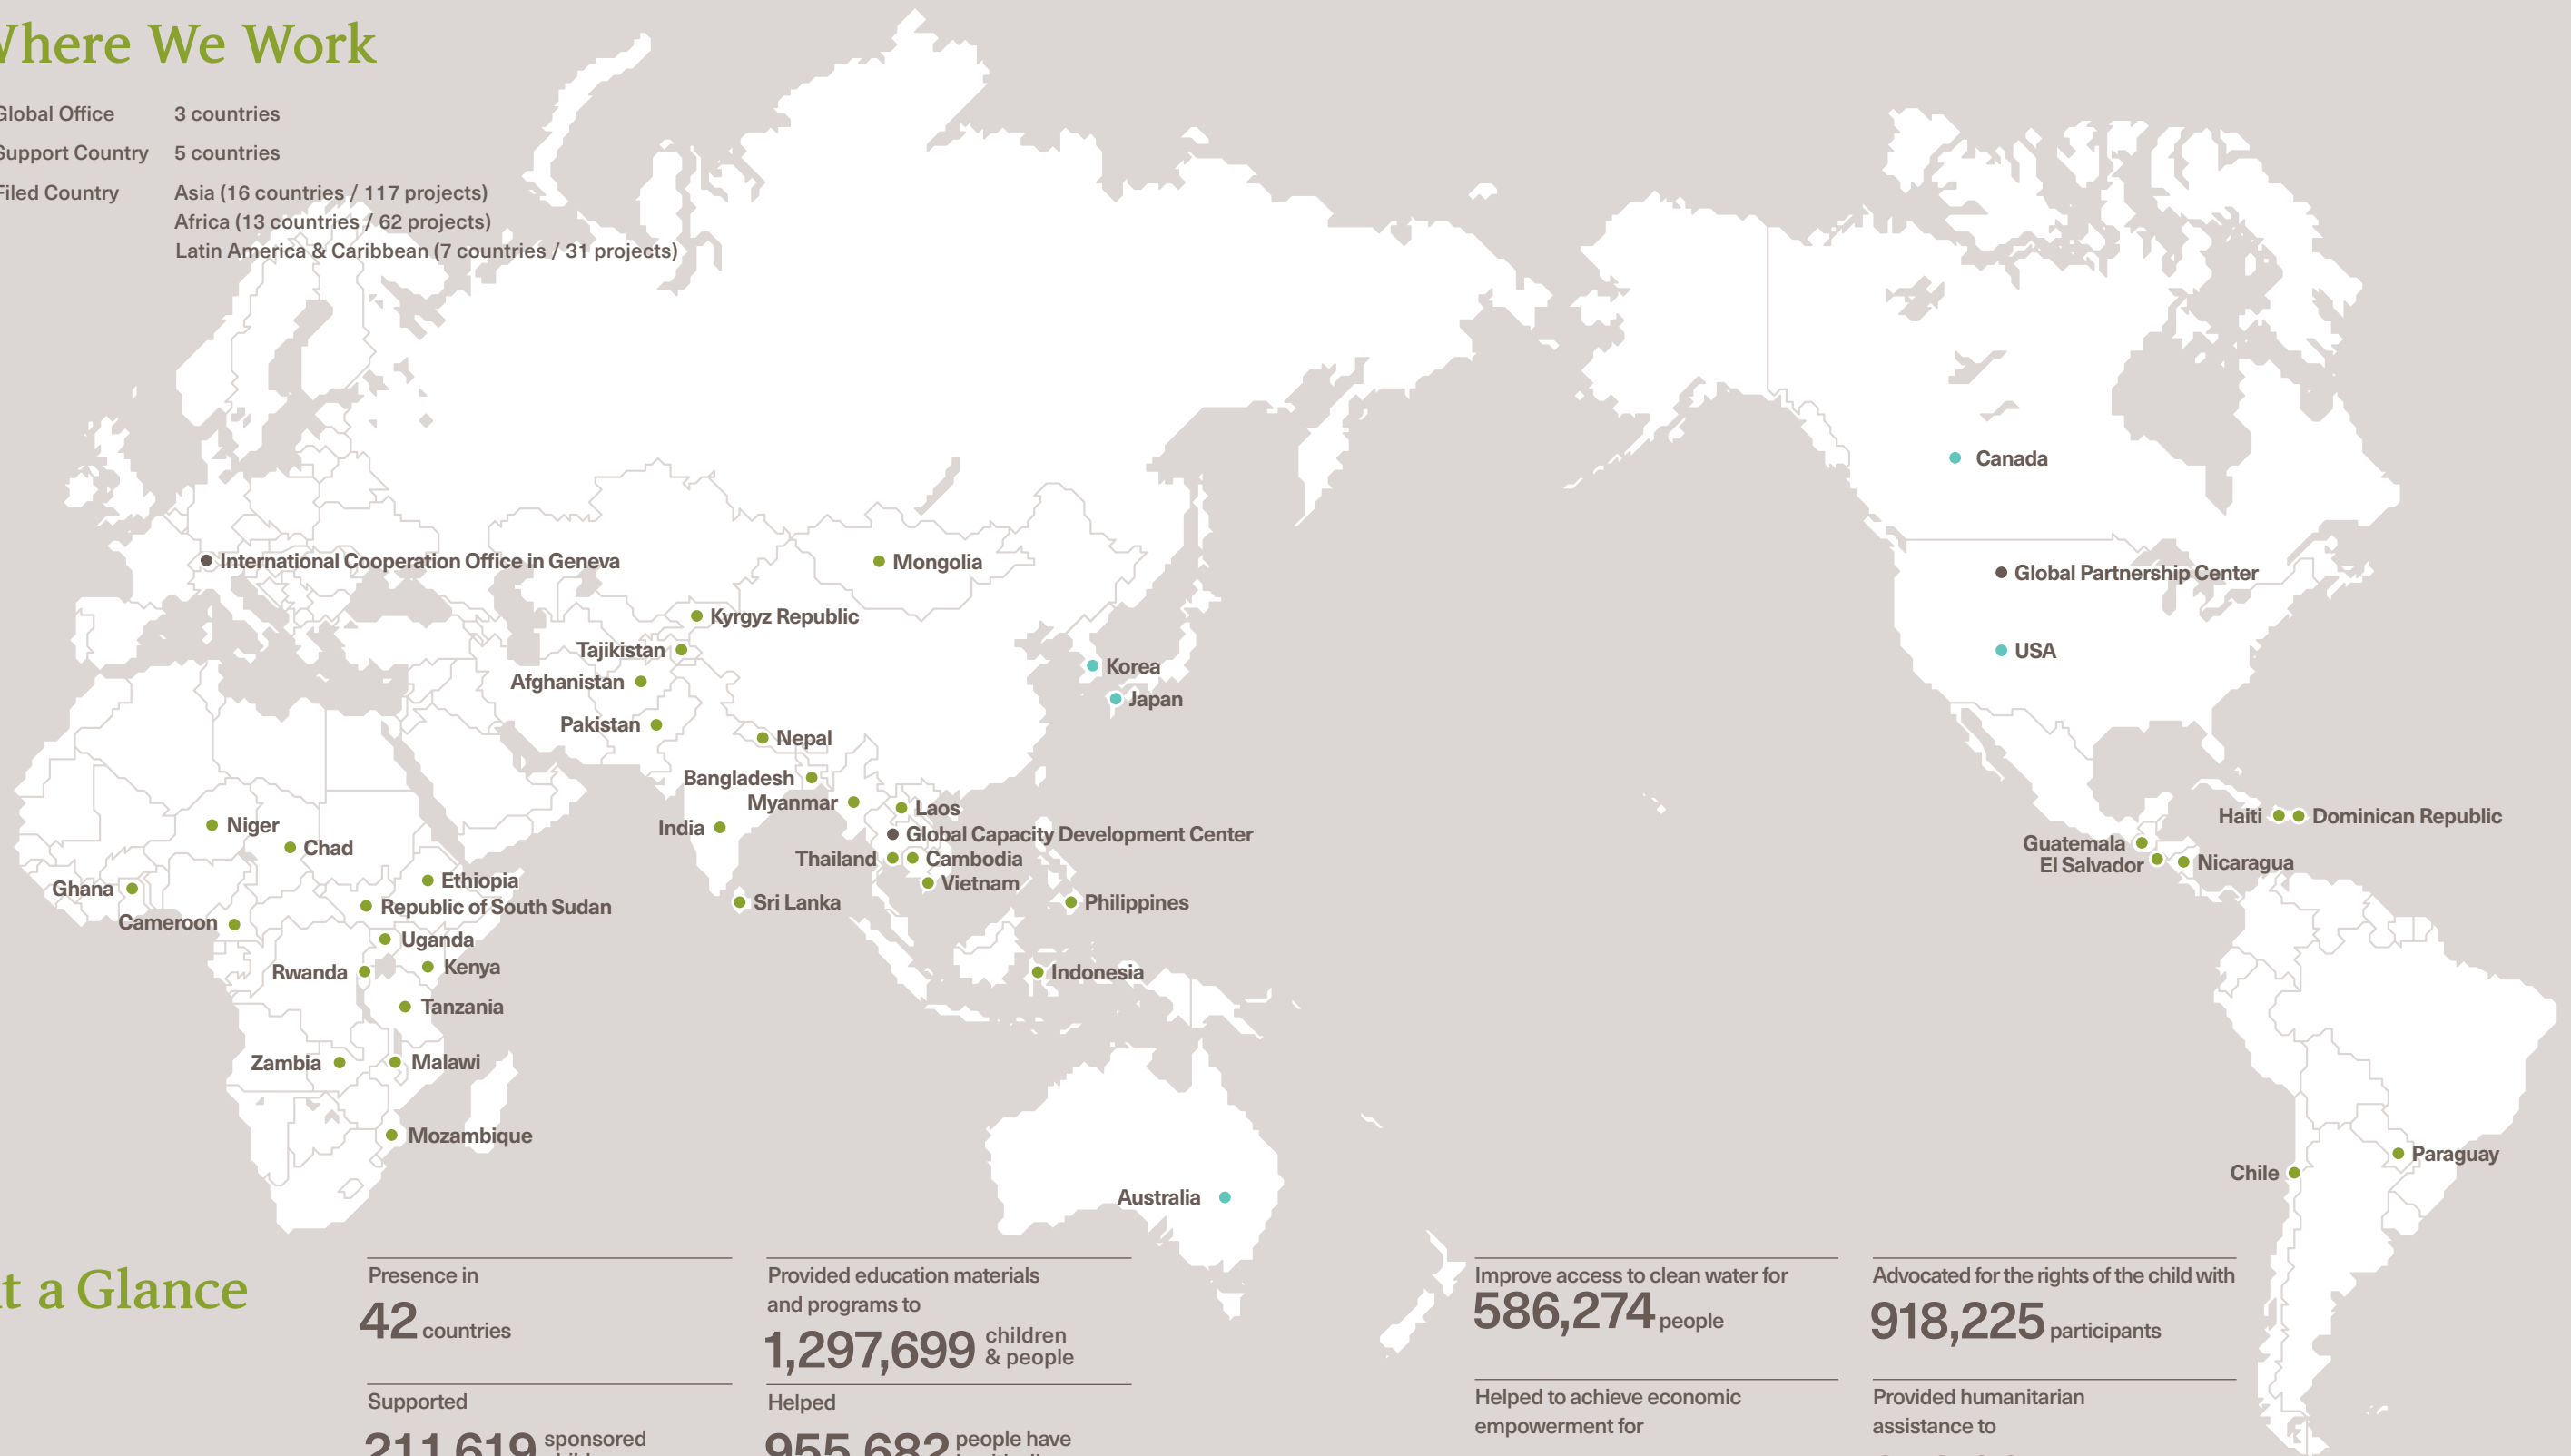 Where We Work
Global Office 3 countries
Support Country 5 countries
Filed Country Asia (16 countries / 117 projects)
Africa (13 countries / 62 projects)
Latin America & Caribbean (7 countries / 31 projects)
Canada
International Cooperation Office in Geneva
Mongolia
Global Partnership Center
Kyrgyz Republic
Tajikistan
USA
Korea
Afghanistan
Japan
Pakistan
Nepal
Bangladesh
Myanmar
Laos
Haiti
Dominican Republic
Niger
India
Global Capacity Development Center
Guatemala
Chad
Thailand
Cambodia
El Salvador
Nicaragua
Ethiopia
Vietnam
Ghana
Republic of South Sudan
Sri Lanka
Philippines
Cameroon
Uganda
Kenya
Rwanda
Indonesia
Tanzania
Zambia
Malawi
Mozambique
Paraguay
Chile
Australia
t a Glance
Presence in
42 countries
Provided education materials
and programs to
1,297,699 children
& people
Improve access to clean water for
586,274 people
Advocated for the rights of the child with
918,225 participants
Supported
211,619 sponsored
Helped
955,682 people have
Helped to achieve economic
empowerment for
Provided humanitarian
assistance to